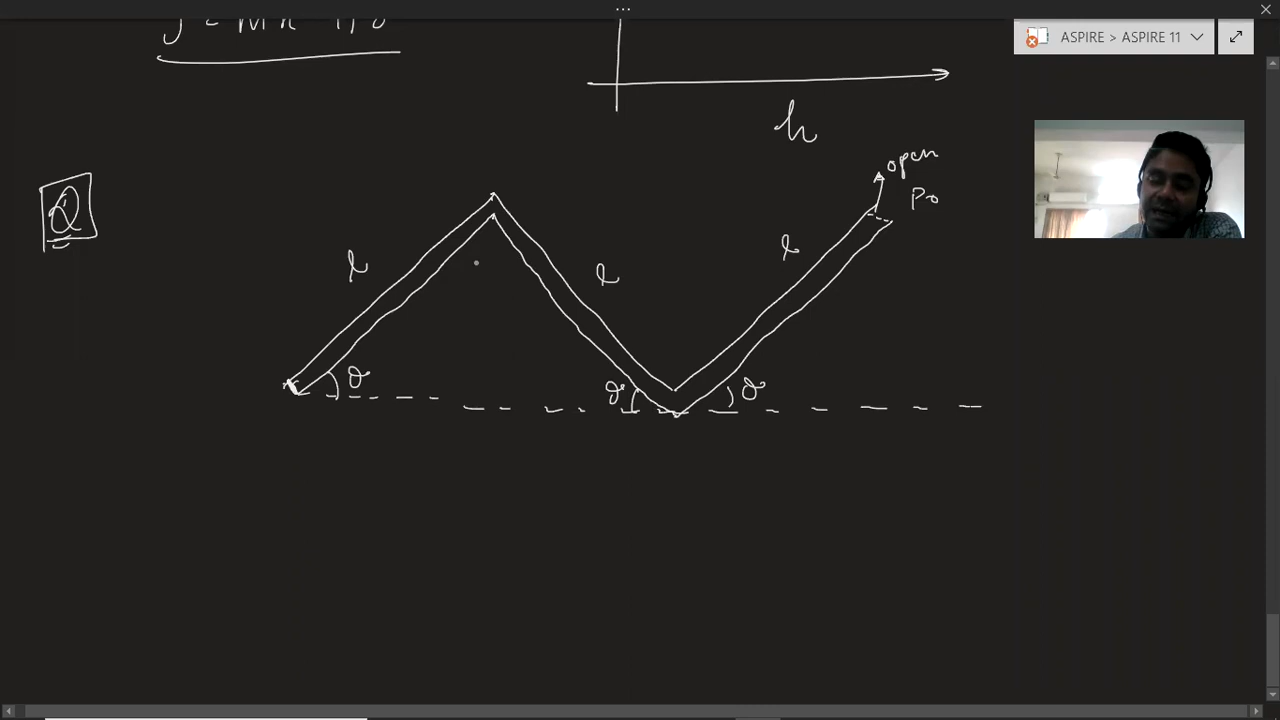 ASPIRE > ASPIRE 11
h
Q
open
P0
l
l
l
θ
θ
θ